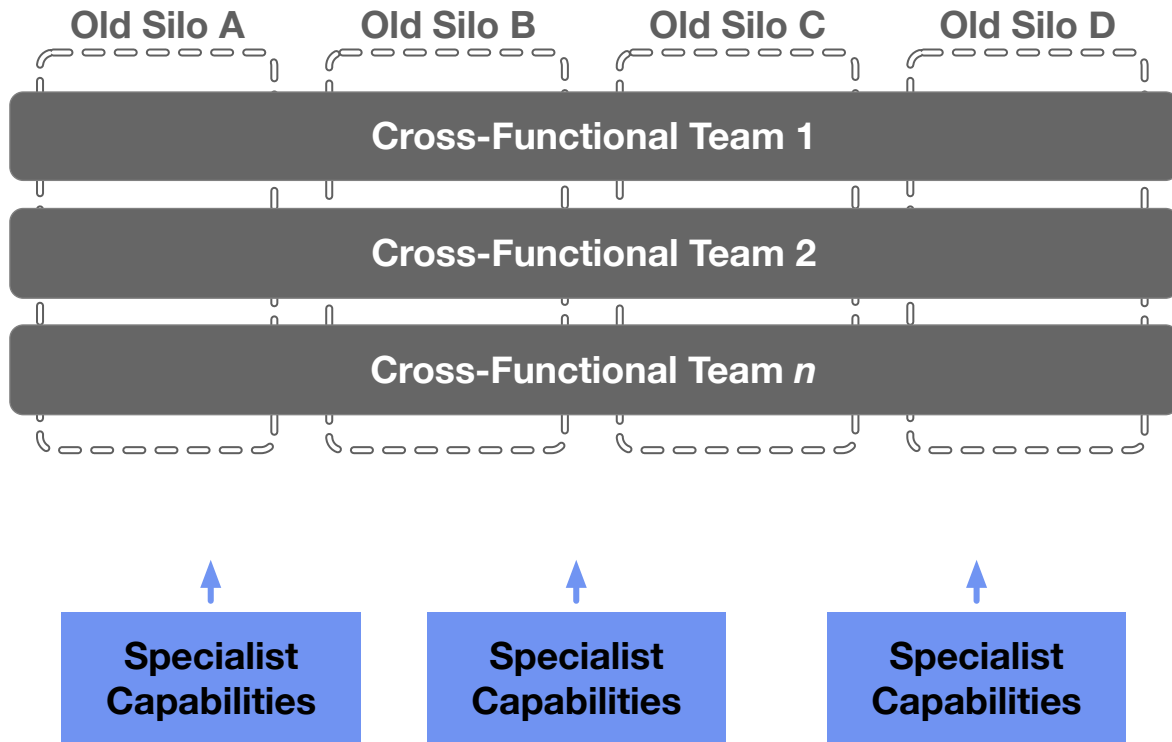 Old Silo A Old Silo B Old Silo C Old Silo D
Cross-Functional Team 1
Cross-Functional Team 2
Cross-Functional Team n
Specialist
Capabilities
Specialist
Capabilities
Specialist
Capabilities